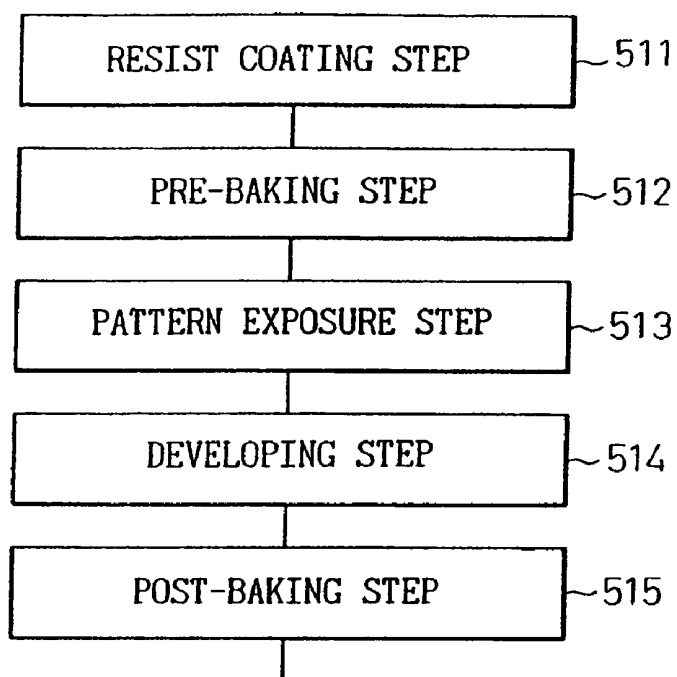 RESIST COATING STEP 511
PRE-BAKING STEP 512
PATTERN EXPOSURE STEP 513
DEVELOPING STEP 514
POST-BAKING STEP 515